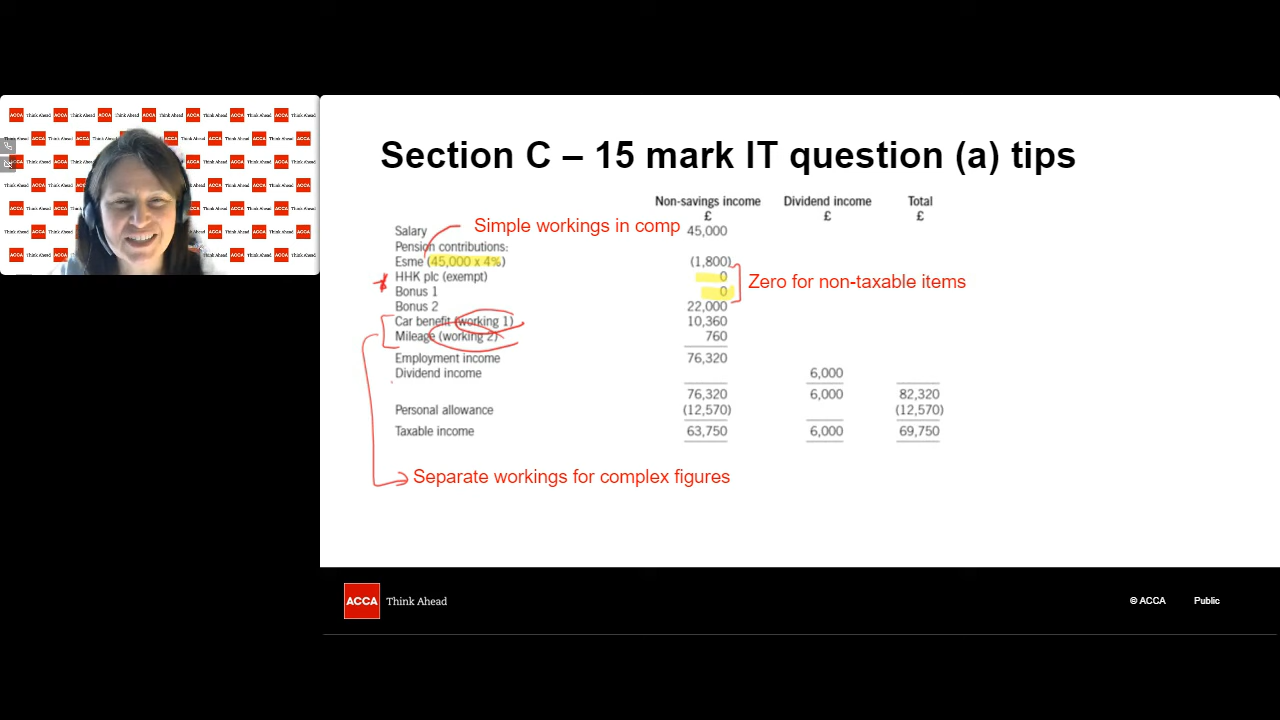 Section C – 15 mark IT question (a) tips
Non-savings income Dividend income Total
£ £ £
Simple workings in comp
Salary 45,000
Pension contributions:
Esme (45,000 x 4%) (1,800)
HHK plc (exempt) 0
Zero for non-taxable items
Bonus 1 0
Bonus 2 22,000
Car benefit (working 1) 10,360
Mileage (working 2) 760
Employment income 76,320
Dividend income 6,000
76,320 6,000 82,320
Personal allowance (12,570) (12,570)
Taxable income 63,750 6,000 69,750
Separate workings for complex figures
ACCA Think Ahead
© ACCA Public